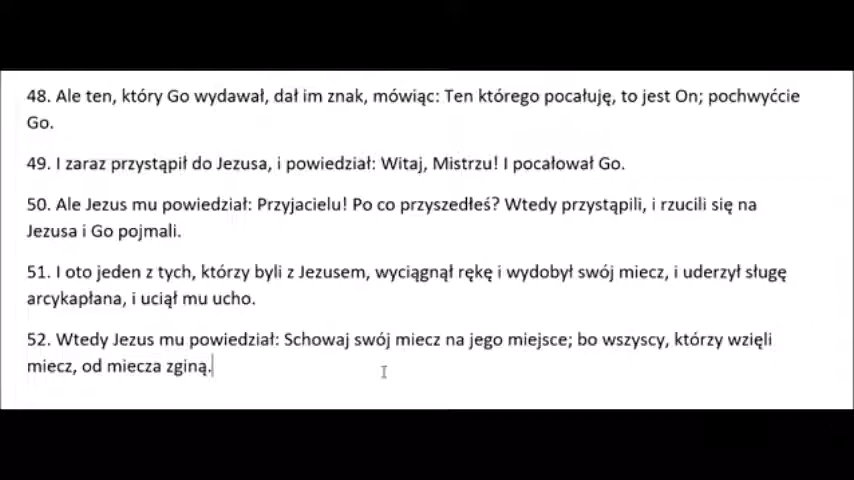 48. Ale ten, który Go wydawał, dał im znak, mówiąc: Ten którego pocałuję, to jest On; pochwyćcie
Go.
49. I zaraz przystąpił do Jezusa, i powiedział: Witaj, Mistrzu! I pocałował Go.
50. Ale Jezus mu powiedział: Przyjacielu! Po co przyszedłeś? Wtedy przystąpili, i rzucili się na
Jezusa i Go pojmali.
51. I oto jeden z tych, którzy byli z Jezusem, wyciągnął rękę i wydobył swój miecz, i uderzył sługę
arcykapłana, i uciął mu ucho.
52. Wtedy Jezus mu powiedział: Schowaj swój miecz na jego miejsce; bo wszyscy, którzy wzięli
miecz, od miecza zginą.